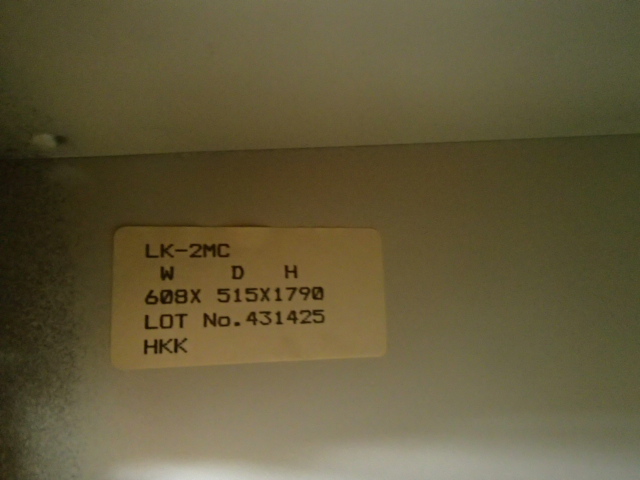 LK-2MC
W D H
608X 515X1790
LOT No.431425
HKK